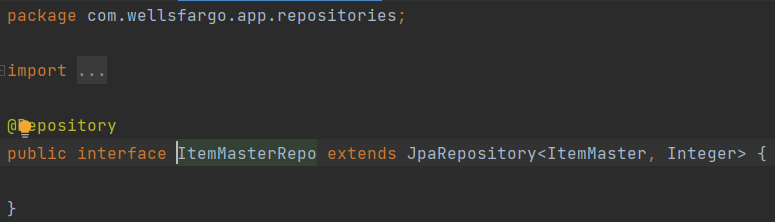 package com.wellsfargo.app.repositories;
import ...
@Repository
public interface ItemMasterRepo extends JpaRepository<ItemMaster, Integer> {
}